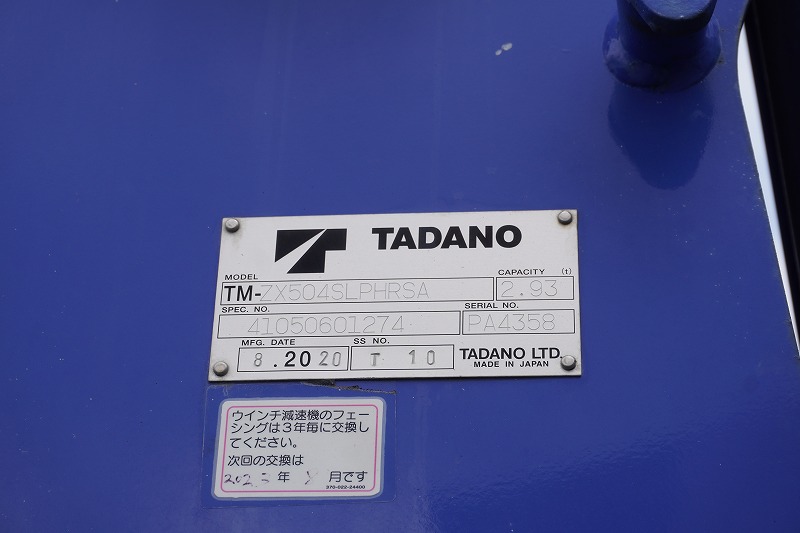 TADANO
MODEL
TM-ZX504SLPHRSA
CAPACITY (t)
2.93
SPEC. NO.
41050601274
SERIAL NO.
PA4358
MFG. DATE
8.2020
SS NO.
T 10
TADANO LTD.
MADE IN JAPAN
ウインチ減速機のフェー
シングは3年毎に交換し
てください。
次回の交換は
年 月です
370-022-24400